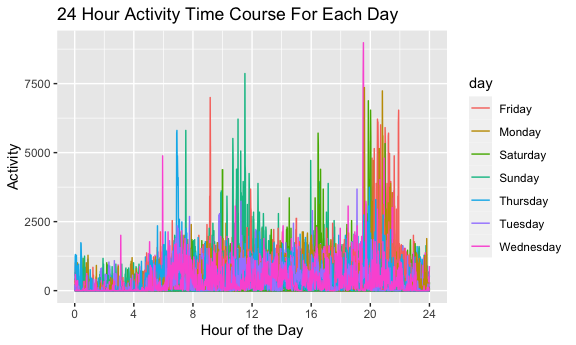 24 Hour Activity Time Course For Each Day
Activity
7500
5000
2500
0
0 4 8 12 16 20 24
Hour of the Day
day
Friday
Monday
Saturday
Sunday
Thursday
Tuesday
Wednesday